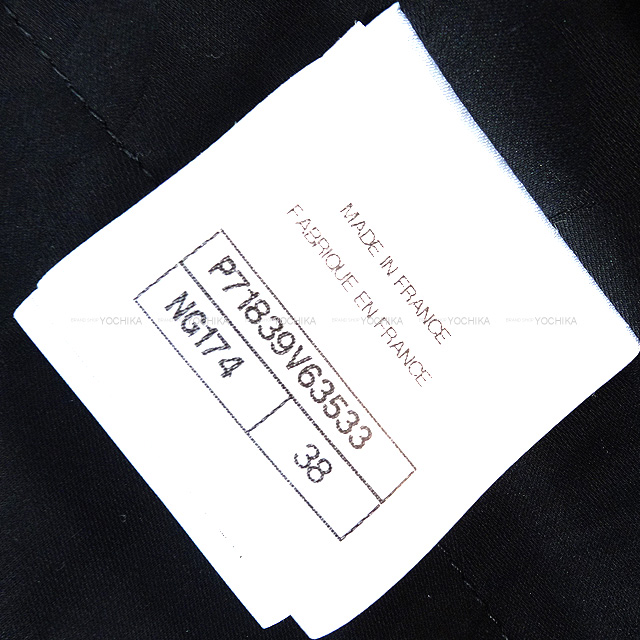 MADE IN FRANCE
FABRIQUE EN FRANCE
P71839V63533
NG174 38
YOCHIKA YOCHIKA YOCHIKA YOCHIKA